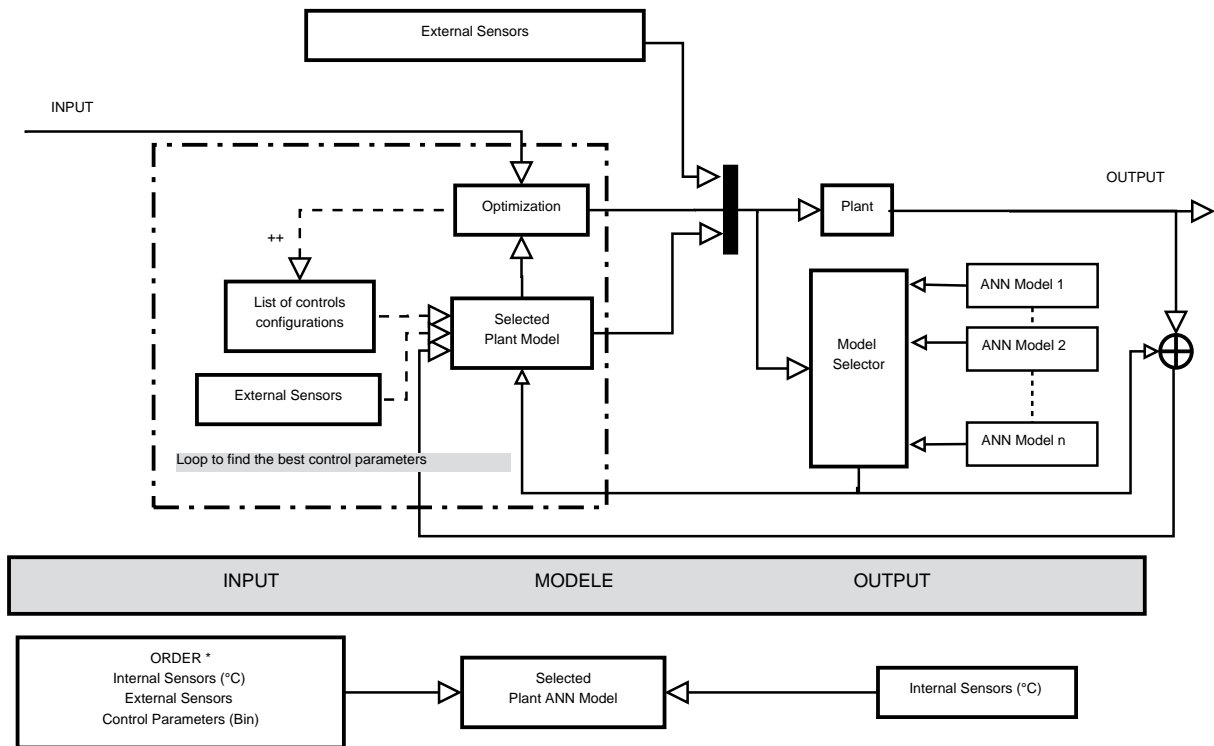 External Sensors
INPUT
OUTPUT
Optimization
Plant
++
List of controls
configurations
Selected
Plant Model
Model
Selector
ANN Model 1
ANN Model 2
ANN Model n
External Sensors
Loop to find the best control parameters
INPUT MODELE OUTPUT
ORDER *
Internal Sensors (°C)
External Sensors
Control Parameters (Bin)
Selected
Plant ANN Model
Internal Sensors (°C)